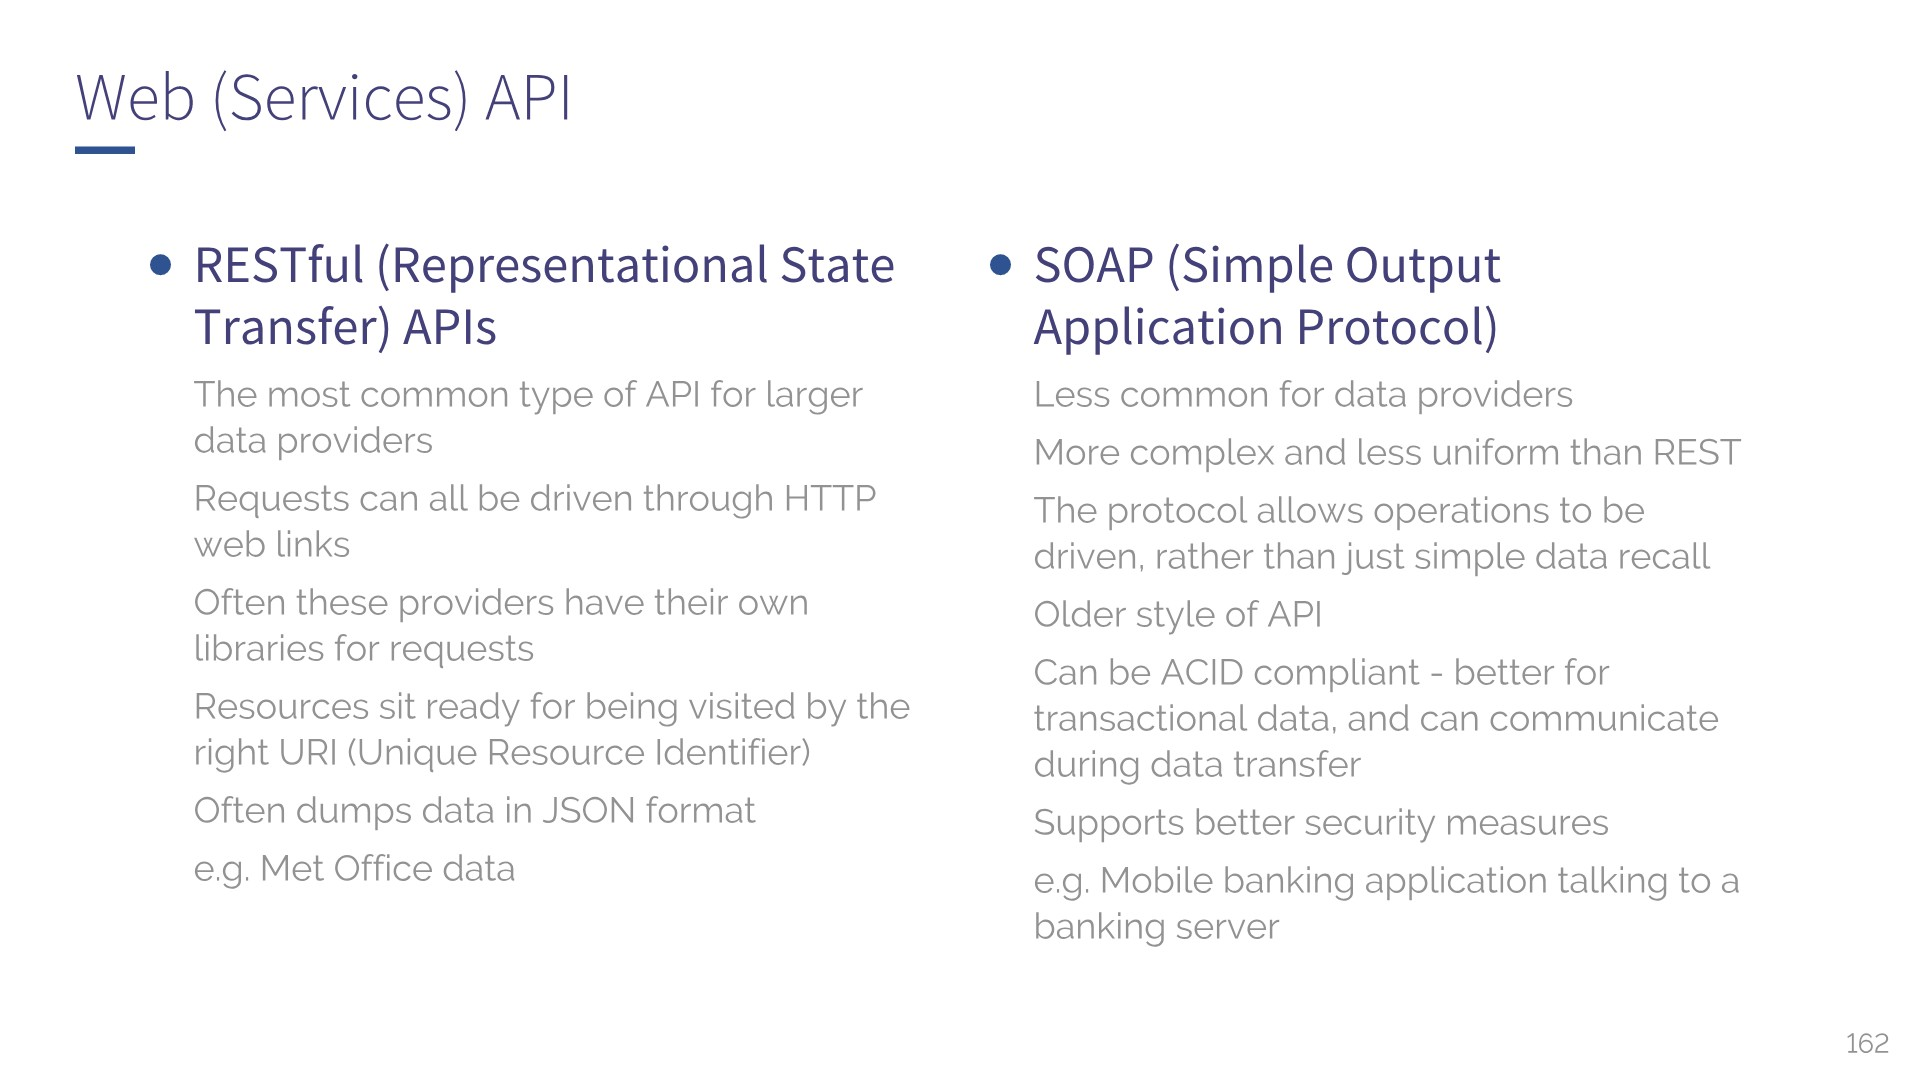 Web (Services) API
RESTful (Representational State
Transfer) APIs
The most common type of API for larger
data providers
Requests can all be driven through HTTP
web links
Often these providers have their own
libraries for requests
Resources sit ready for being visited by the
right URI (Unique Resource Identifier)
Often dumps data in JSON format
e.g. Met Office data
SOAP (Simple Output
Application Protocol)
Less common for data providers
More complex and less uniform than REST
The protocol allows operations to be
driven, rather than just simple data recall
Older style of API
Can be ACID compliant - better for
transactional data, and can communicate
during data transfer
Supports better security measures
e.g. Mobile banking application talking to a
banking server
162